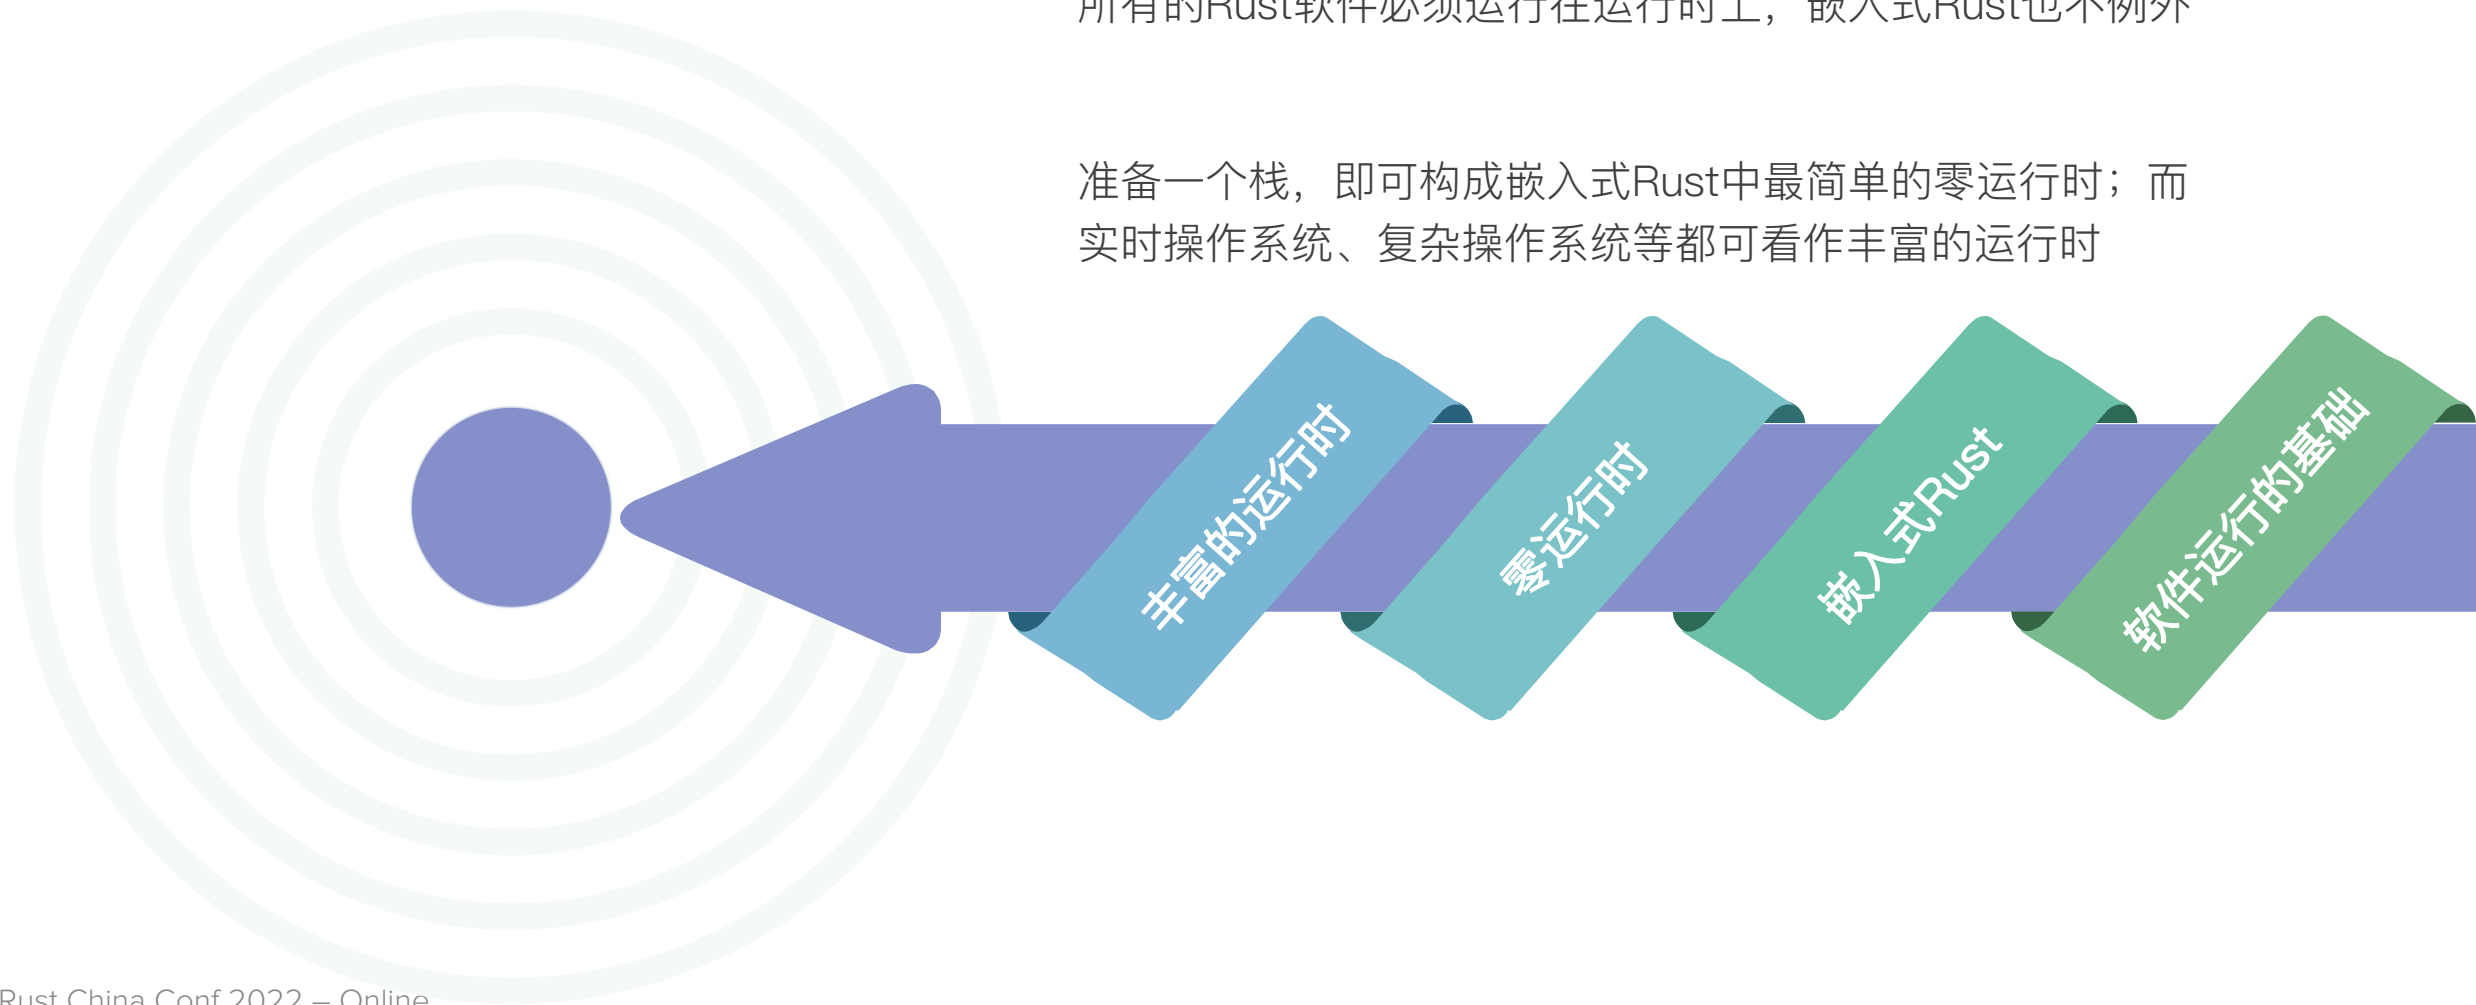 所有的Rust软件必须运行在运行时上，嵌入式Rust也不例外
准备一个栈，即可构成嵌入式Rust中最简单的零运行时；而
实时操作系统、复杂操作系统等都可看作丰富的运行时
丰富的运行时
零运行时
嵌入式Rust
软件运行的基础
Rust China Conf 2022 – Online